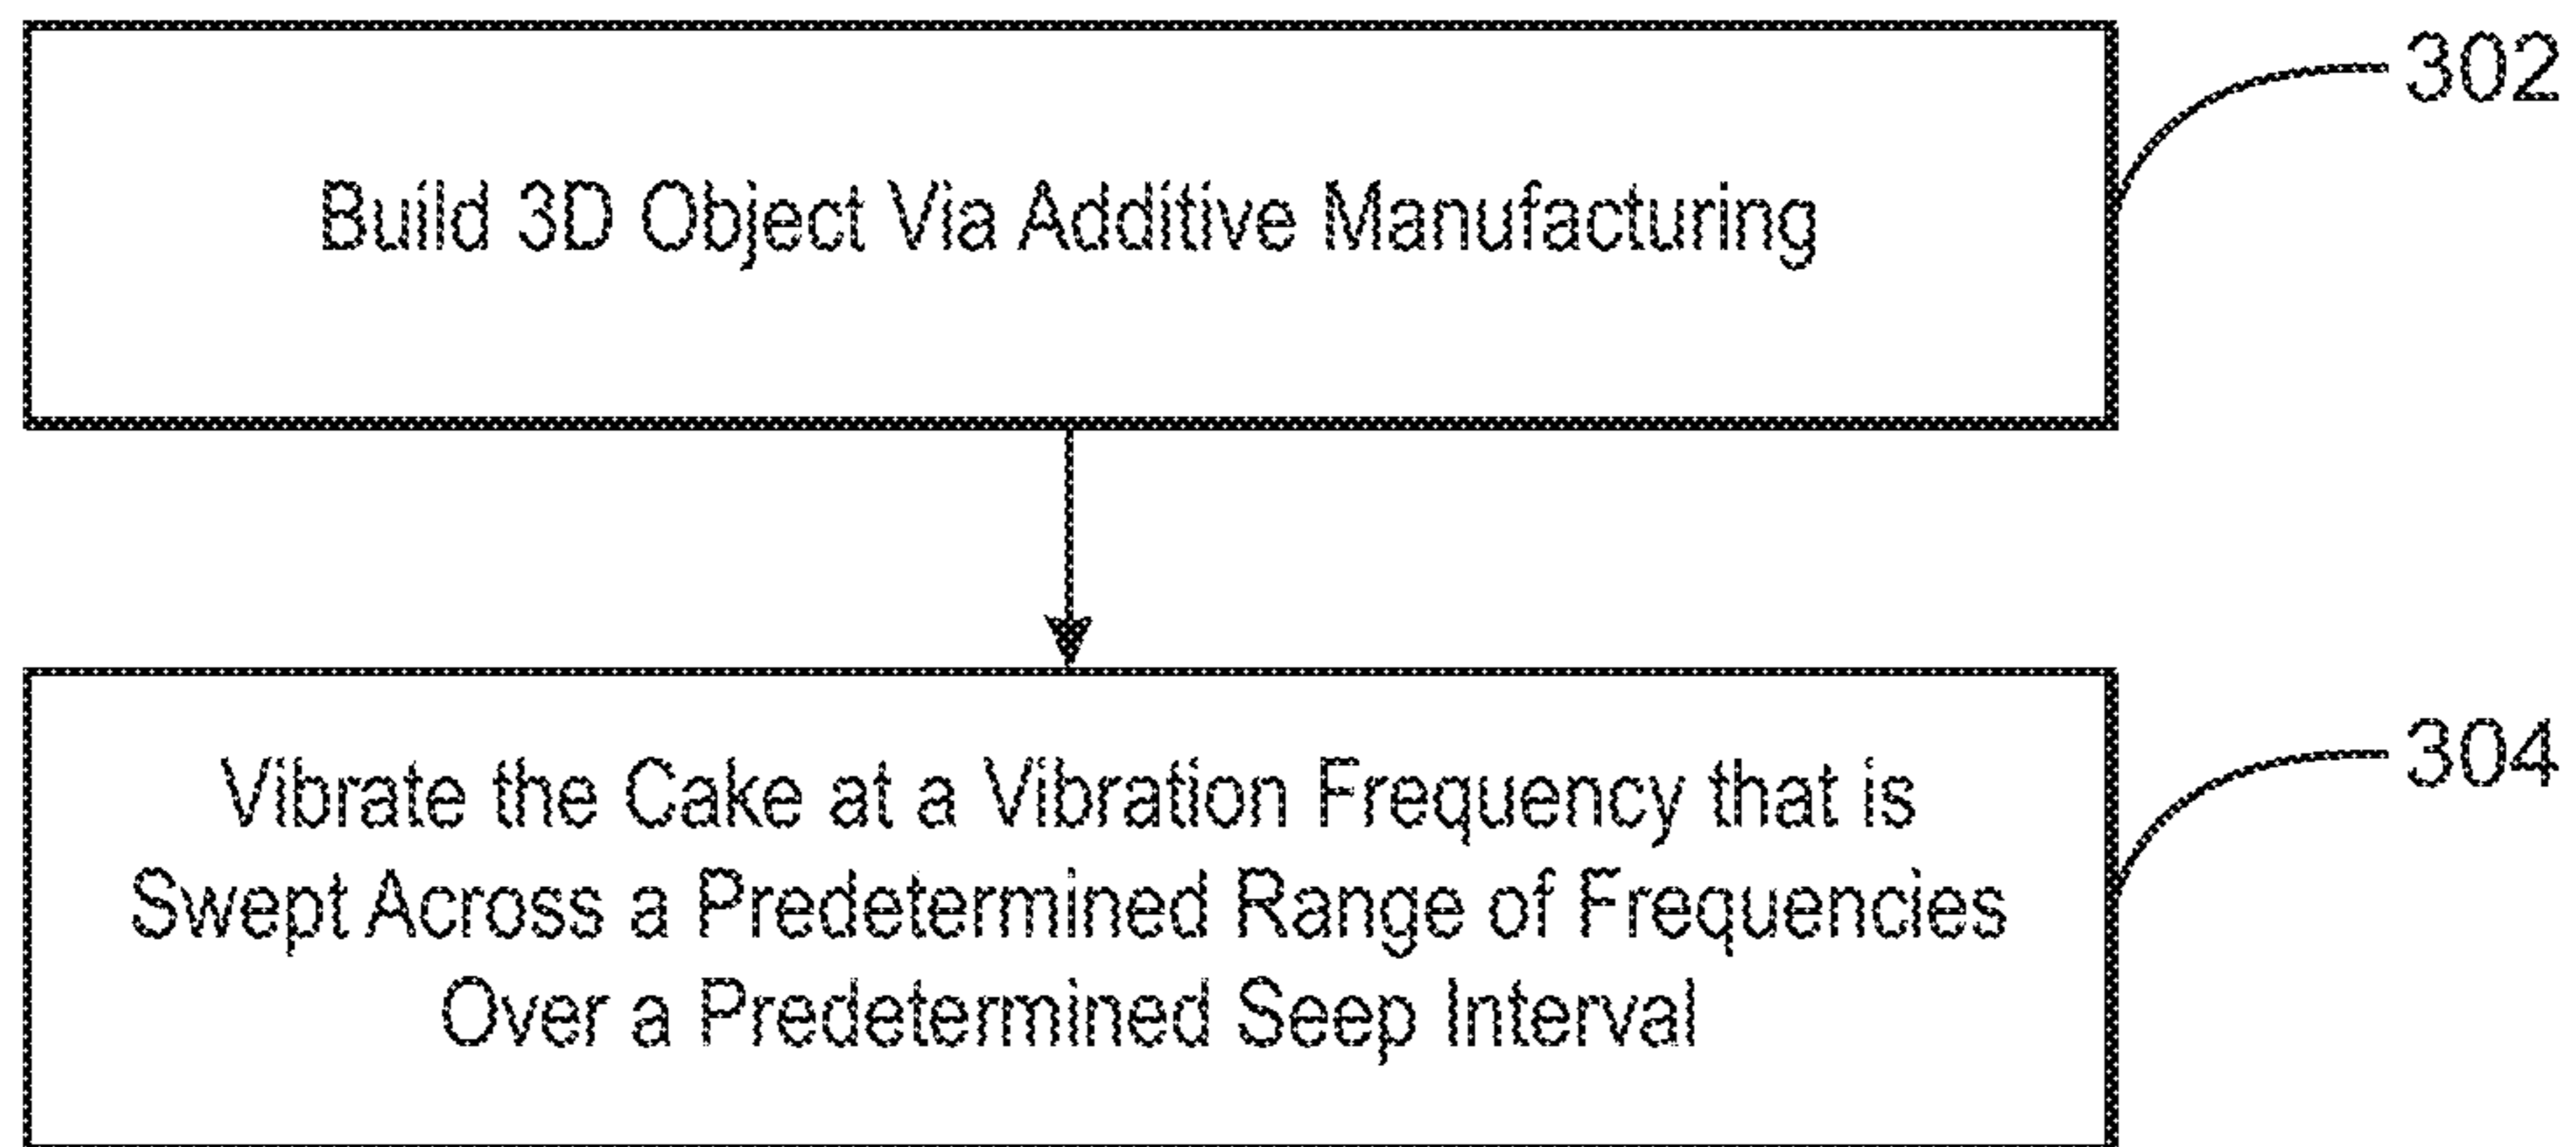 302
Build 3D Object Via Additive Manufacturing
304
Vibrate the Cake at a Vibration Frequency that is
Swept Across a Predetermined Range of Frequencies
Over a Predetermined Seep Interval